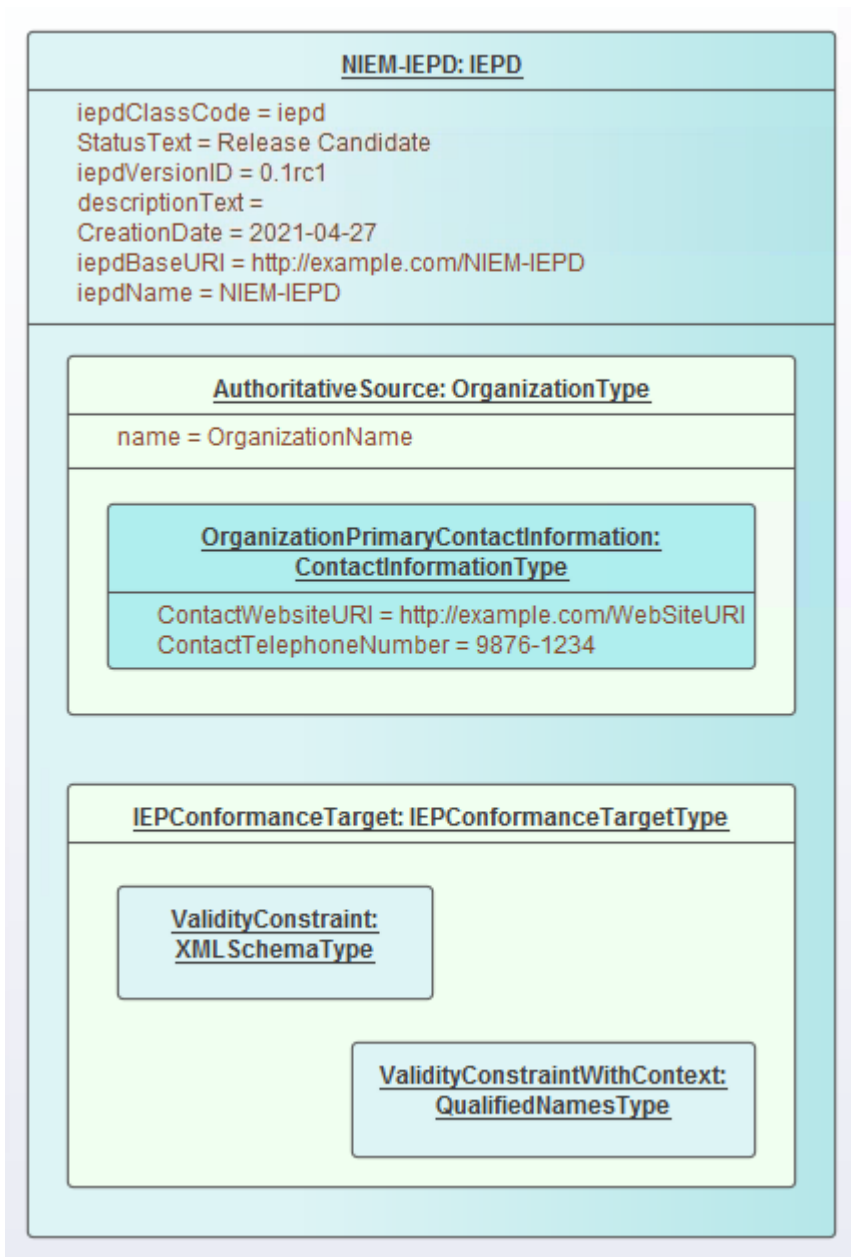 NIEM-IEPD: IEPD
iepdClassCode = iepd
StatusText = Release Candidate
iepdVersionID = 0.1rc1
descriptionText =
CreationDate = 2021-04-27
iepdBaseURI = http://example.com/NIEM-IEPD
iepdName = NIEM-IEPD
AuthoritativeSource: OrganizationType
name = OrganizationName
OrganizationPrimaryContactInformation:
ContactInformationType
ContactWebsiteURI = http://example.com/WebSiteURI
ContactTelephoneNumber = 9876-1234
IEPConformanceTarget: IEPConformanceTargetType
ValidityConstraint:
XMLSchemaType
ValidityConstraintWithContext:
QualifiedNamesType